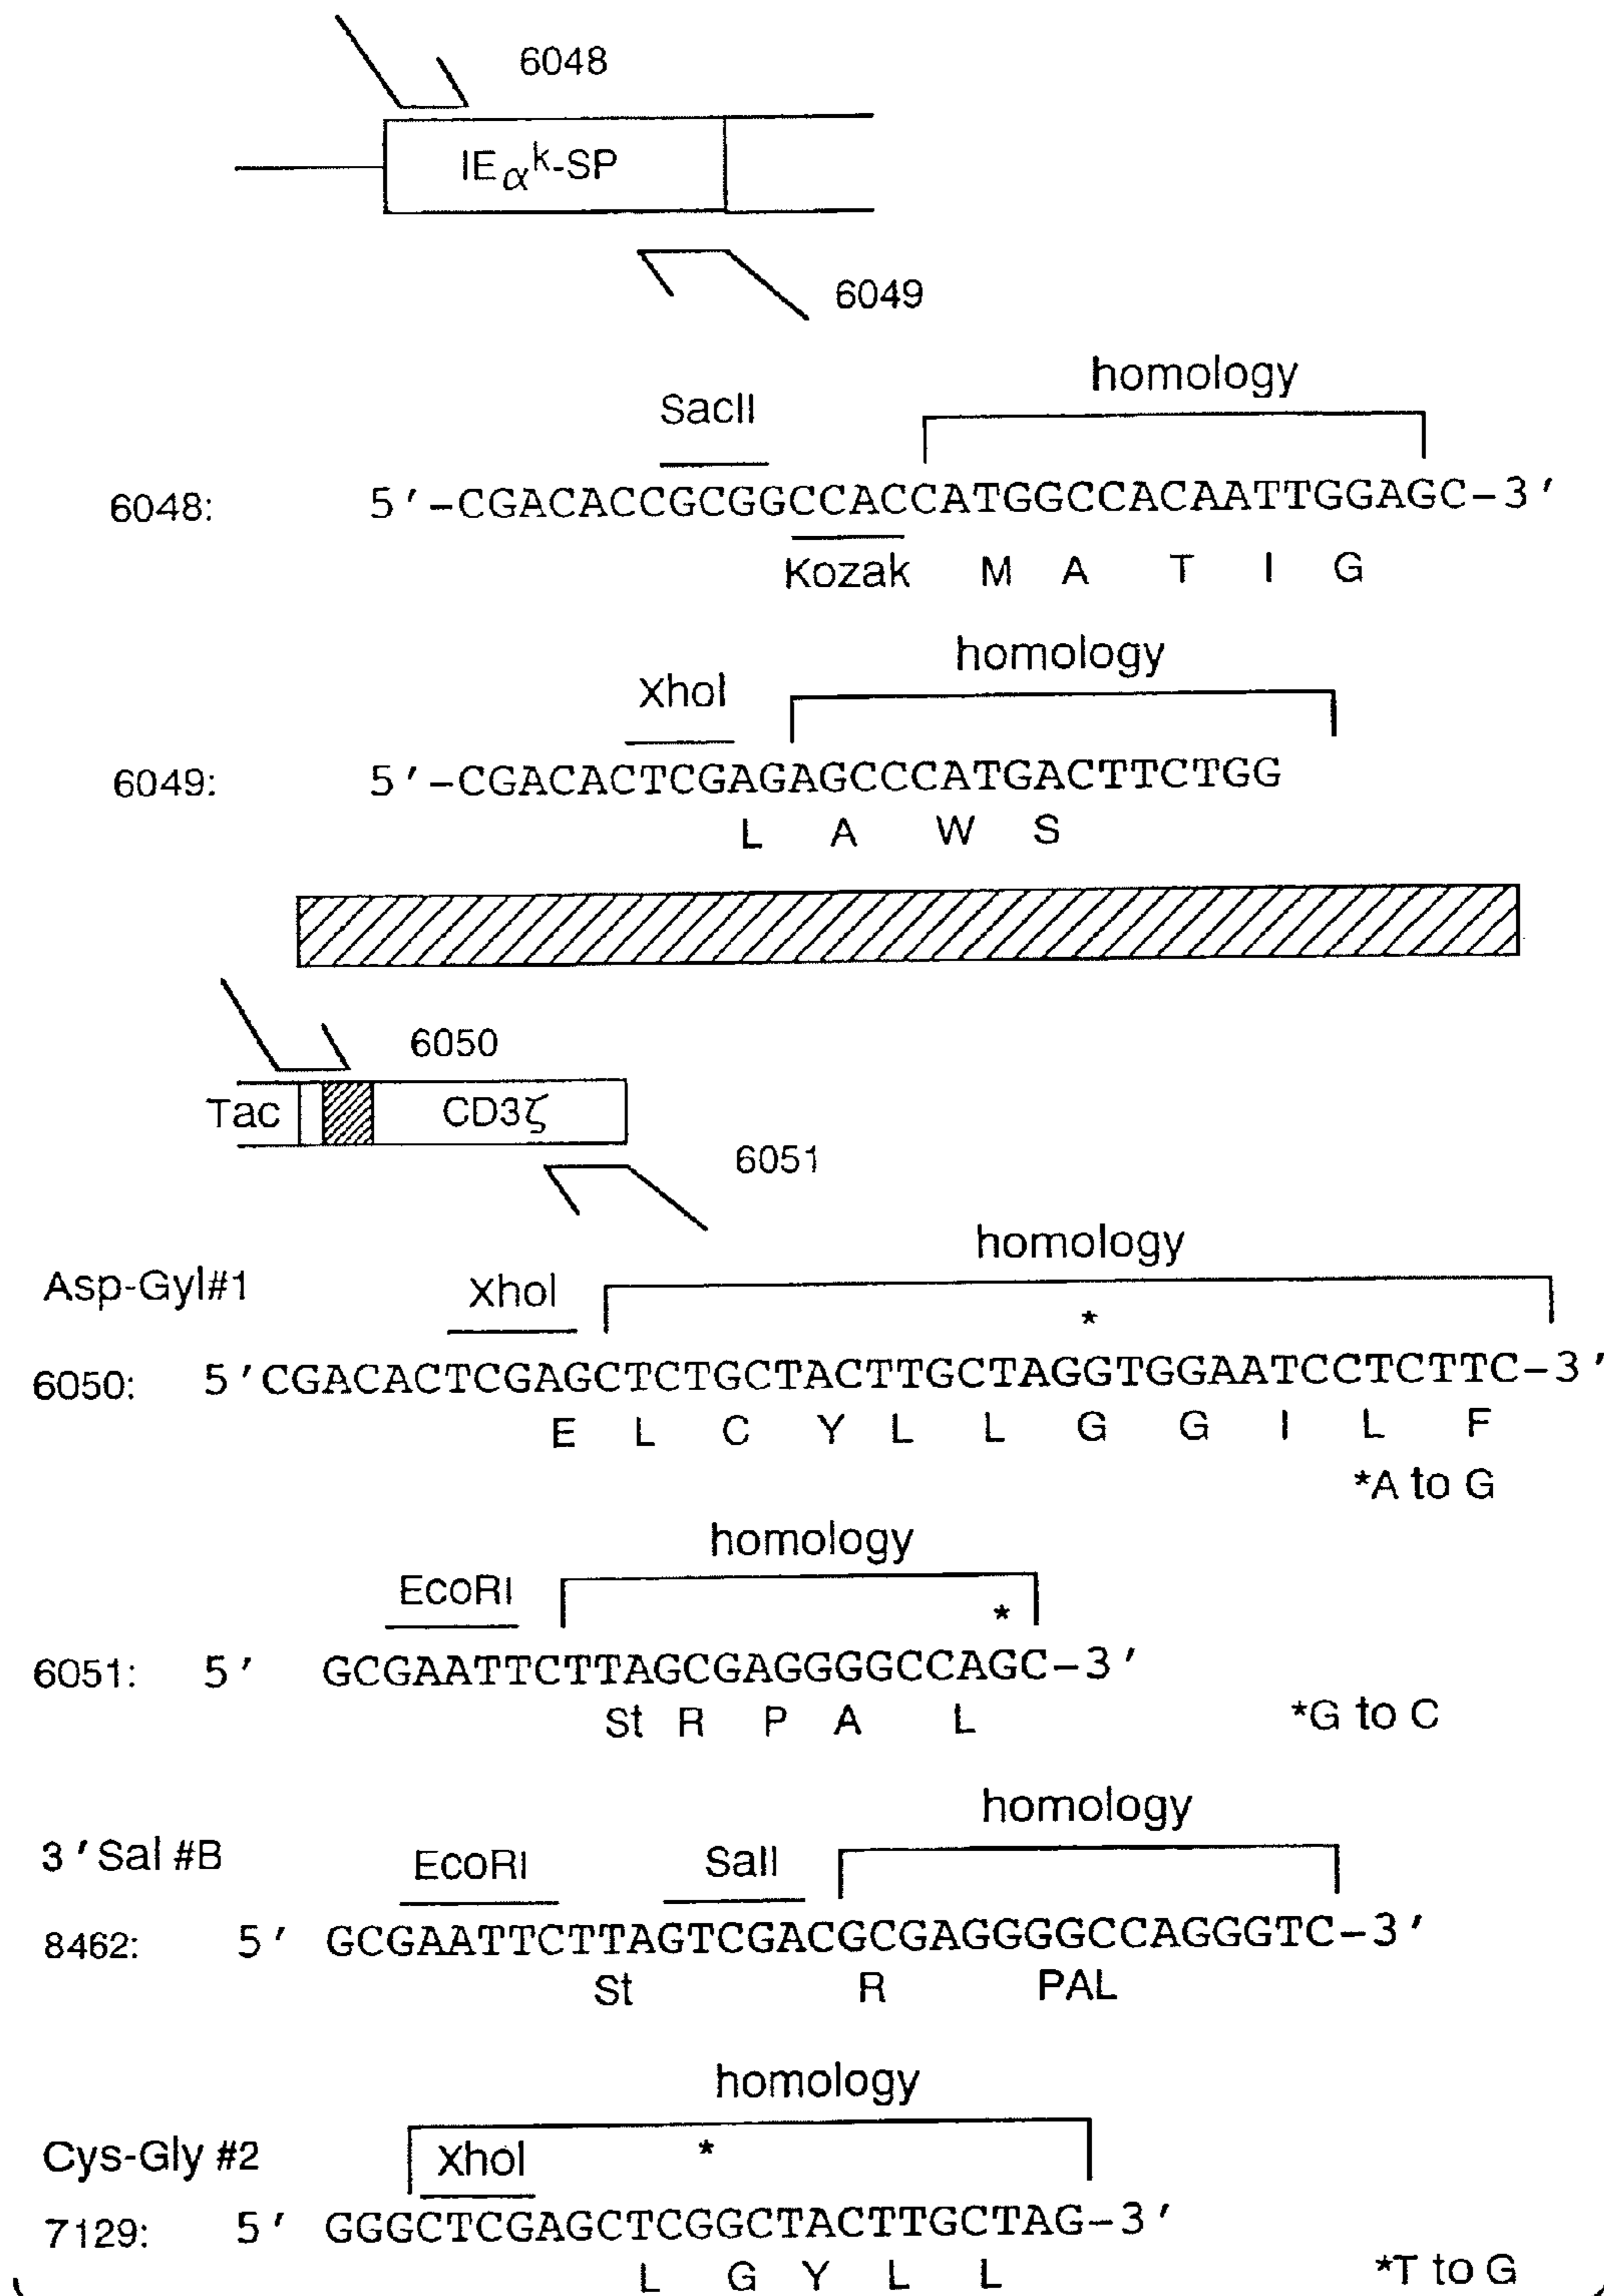 6048
IEαᵏ-SP
6049
homology
SacII
6048: 5'-CGACACCGCGGCCACCATGGCCACAATTGGAGC-3'
Kozak M A T I G
homology
XhoI
6049: 5'-CGACACTCGAGAGCCCATGACTTCTGG
L A W S
6050
Tac CD3ζ
6051
homology
Asp-Gyl#1 XhoI *
6050: 5'CGACACTCGAGCTCTGCTACTTGCTAGGTGGAATCCTCTTC-3'
E L C Y L L G G I L F
*A to G
homology
EcoRI *
6051: 5' GCGAATTCTTAGCGAGGGGCCAGC-3'
St R P A L *G to C
homology
3'Sal #B EcoRI SalI
8462: 5' GCGAATTCTTAGTCGACGCGAGGGGCCAGGGTC-3'
St R PAL
homology
Cys-Gly #2 XhoI *
7129: 5' GGGCTCGAGCTCGGCTACTTGCTAG-3'
L G Y L L *T to G